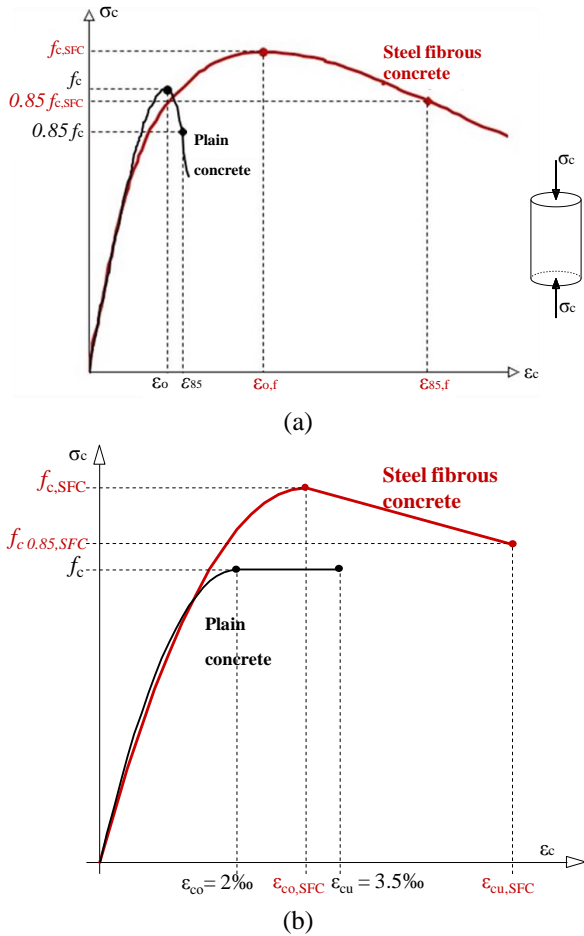 σc
fc,SFC
Steel fibrous
concrete
fc
0.85 fc,SFC
0.85 fc
Plain
concrete
σc
σc
εo
ε85
εo,f
ε85,f
εc
(a)
σc
fc,SFC
Steel fibrous
concrete
fc 0.85,SFC
fc
Plain
concrete
εc
εco = 2‰
εco,SFC
εcu = 3.5‰
εcu,SFC
(b)